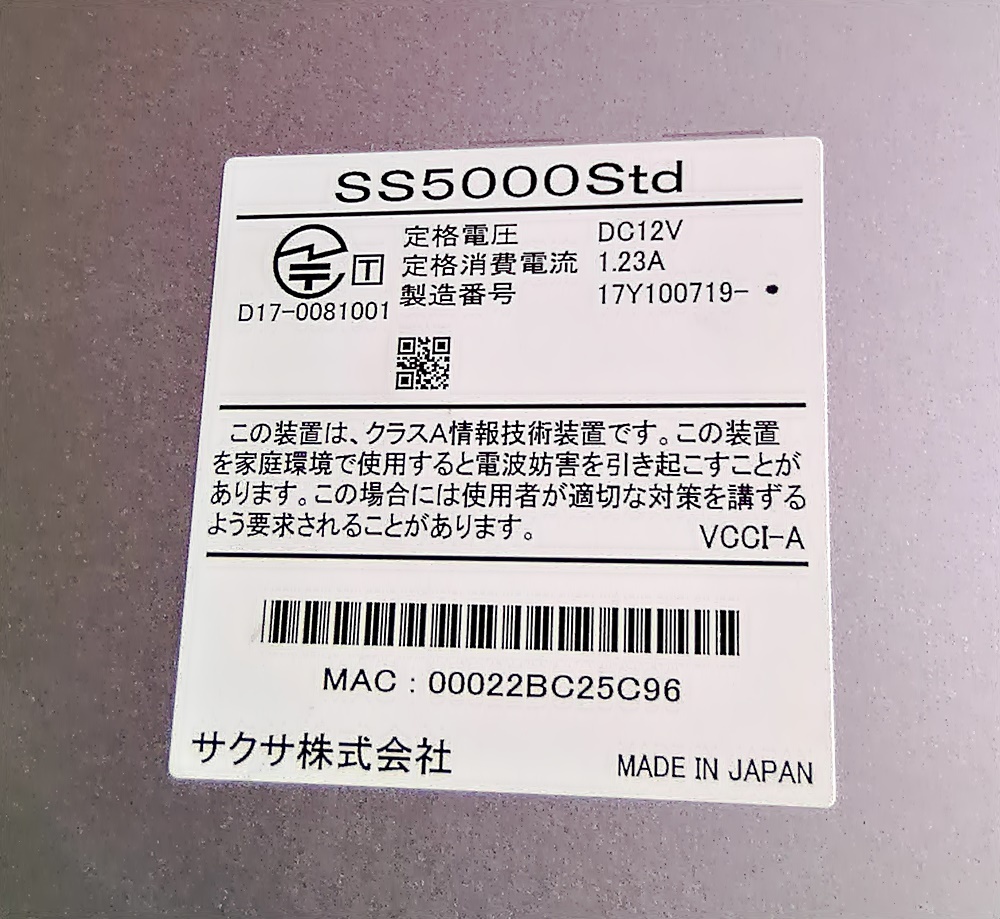 SS5000Std
定格電圧 DC12V
定格消費電流 1.23A
T
製造番号 17Y100719-
D17-0081001
この装置は、クラスA情報技術装置です。この装置
を家庭環境で使用すると電波妨害を引き起こすことが
あります。この場合には使用者が適切な対策を講ずる
よう要求されることがあります。
VCCI-A
MAC : 00022BC25C96
サクサ株式会社
MADE IN JAPAN